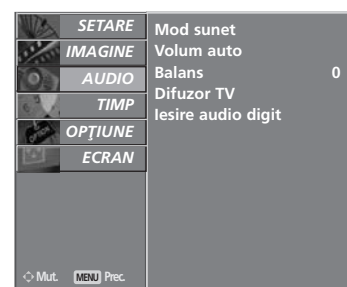 SETARE
IMAGINE
AUDIO
TIMP
OPŢIUNE
ECRAN
Mod sunet
Volum auto
Balans 0
Difuzor TV
Iesire audio digit
Mut. MENU Prec.